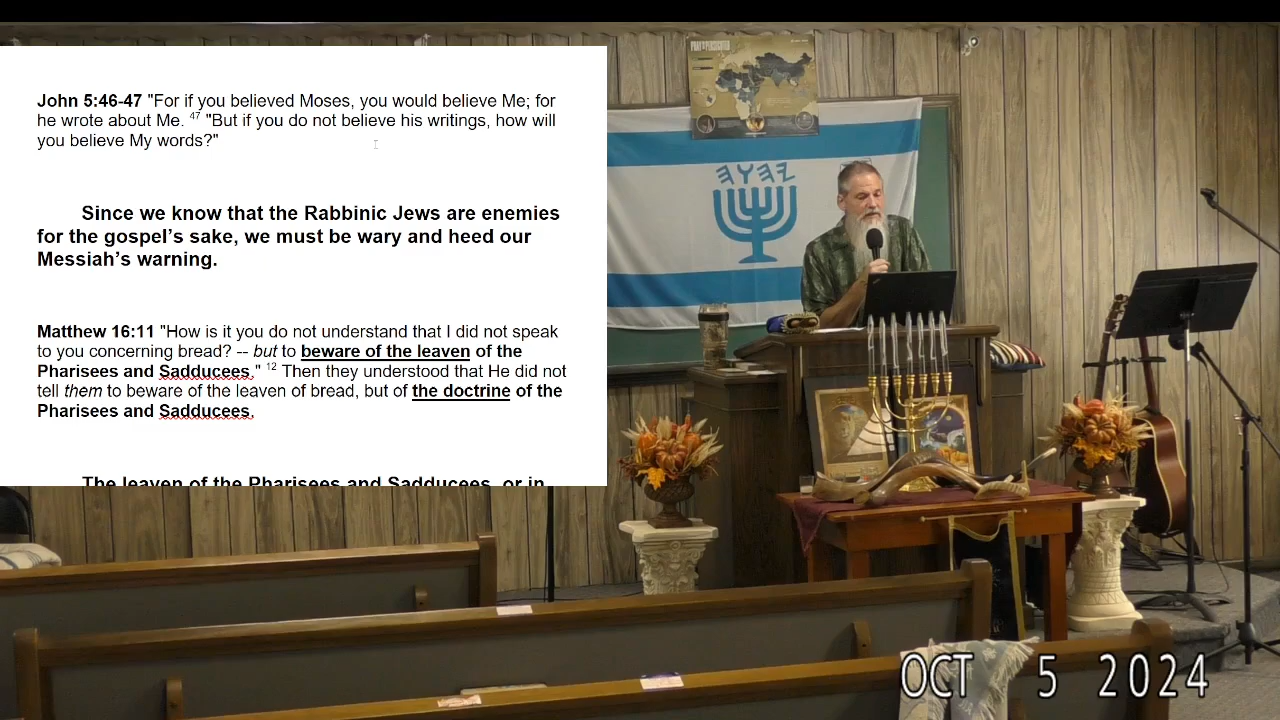 John 5:46-47 "For if you believed Moses, you would believe Me; for
he wrote about Me. 47 "But if you do not believe his writings, how will
you believe My words?"
Since we know that the Rabbinic Jews are enemies
for the gospel's sake, we must be wary and heed our
Messiah's warning.
Matthew 16:11 "How is it you do not understand that I did not speak
to you concerning bread? -- but to beware of the leaven of the
Pharisees and Sadducees." 12 Then they understood that He did not
tell them to beware of the leaven of bread, but of the doctrine of the
Pharisees and Sadducees.
The leaven of the Pharisees and Sadducees, or in
𐤉𐤄𐤅𐤄
OCT 5 2024